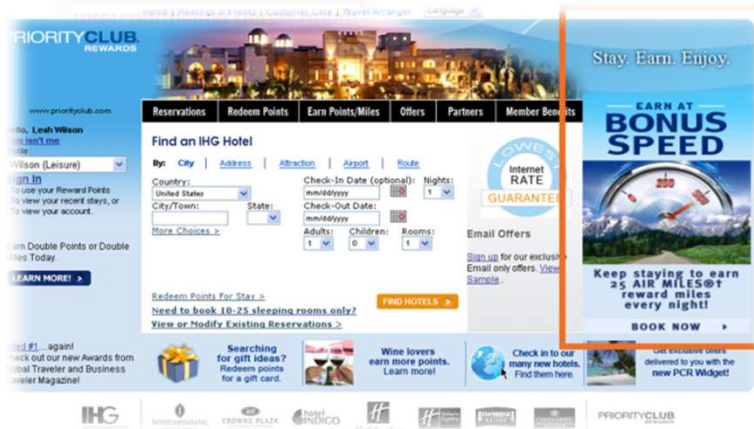 Home | Meetings & Events | Customer Care | Travel Arranger
Language
PRIORITYCLUB.
REWARDS
www.priorityclub.com
Reservations Redeem Points Earn Points/Miles Offers Partners Member Benefits
Hello, Leah Wilson
This isn't me
Profile:
Wilson (Leisure)
Sign In
To use your Reward Points
To view your recent stays, or
To view your account.
Earn Double Points or Double
Miles Today.
LEARN MORE! >
Find an IHG Hotel
By: City | Address | Attraction | Airport | Route
Country: Check-In Date (optional): Nights:
United States mm/dd/yyyy 1
City/Town: State: Check-Out Date:
mm/dd/yyyy
More Choices > Adults: Children: Rooms:
1 0 1
Redeem Points For Stay >
FIND HOTELS >
Need to book 10-25 sleeping rooms only?
View or Modify Existing Reservations >
LOWEST
Internet
RATE
GUARANTEE
Email Offers
Sign up for our exclusive
Email only offers. View
Sample.
Stay. Earn. Enjoy.
EARN AT
BONUS
SPEED
Keep staying to earn
25 AIR MILES®†
reward miles
every night!
BOOK NOW
#1...again!
Check out our new Awards from
Global Traveler and Business
Traveler Magazine!
Searching
for gift ideas?
Redeem points
for a gift card.
Wine lovers
earn more points.
Learn more!
Check in to our
many new hotels.
Find them here.
Get exclusive offers
delivered to you with the
new PCR Widget!
IHG INTERCONTINENTAL CROWNE PLAZA hotel INDIGO PRIORITYCLUB